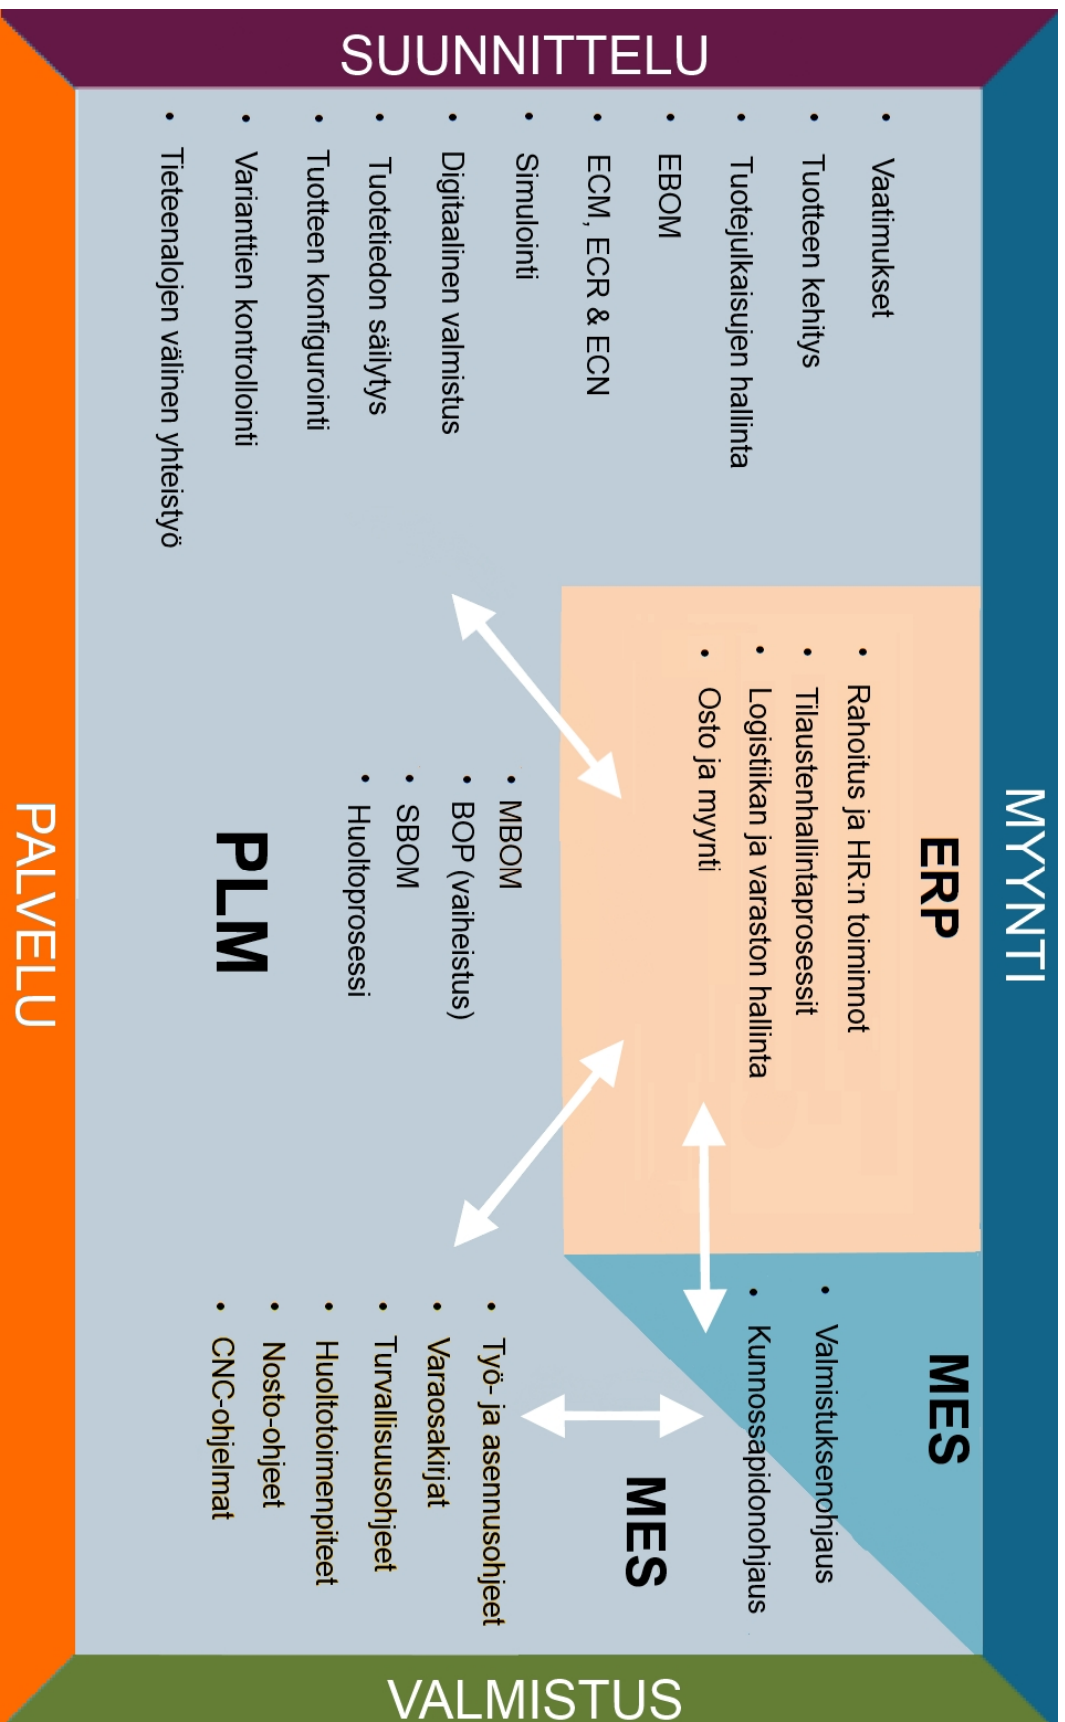 SUUNNITTELU
MYYNTI
• Vaatimukset
• Tuotteen kehitys
• Tuotejulkaisujen hallinta
• EBOM
• ECM, ECR & ECN
• Simulointi
• Digitaalinen valmistus
• Tuotetiedon säilytys
• Tuotteen konfigurointi
• Varianttien kontrollointi
• Tieteenalojen välinen yhteistyö
ERP
• Rahoitus ja HR:n toiminnot
• Tilaustenhallintaprosessit
• Logistiikan ja varaston hallinta
• Osto ja myynti
• MBOM
• BOP (vaiheistus)
• SBOM
• Huoltoprosessi
PLM
MES
• Valmistuksenohjaus
• Kunnossapidonohjaus
MES
• Työ- ja asennusohjeet
• Varaosakirjat
• Turvallisuusohjeet
• Huoltotoimenpiteet
• Nosto-ohjeet
• CNC-ohjelmat
PALVELU
VALMISTUS